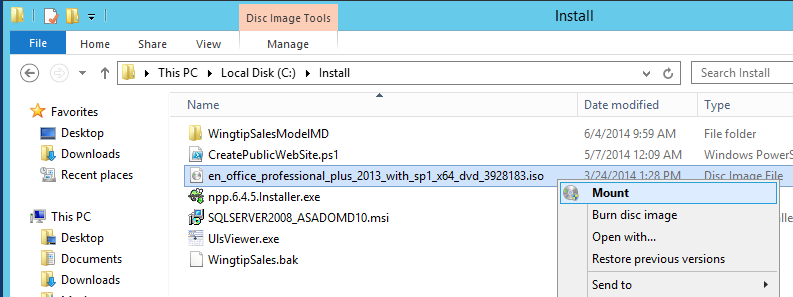 Disc Image Tools
Install
File
Home
Share
View
Manage
This PC
Local Disk (C:)
Install
Search Install
Name
Date modified
Type
Favorites
Desktop
Downloads
Recent places
This PC
Desktop
Documents
Downloads
WingtipSalesModelMD
6/4/2014 9:59 AM
File folder
CreatePublicWebSite.ps1
5/7/2014 12:09 AM
Windows PowerS
en_office_professional_plus_2013_with_sp1_x64_dvd_3928183.iso
3/24/2014 1:28 PM
Disc Image File
npp.6.4.5.Installer.exe
SQLSERVER2008_ASADOMD10.msi
UlsViewer.exe
WingtipSales.bak
Mount
Burn disc image
Open with...
Restore previous versions
Send to